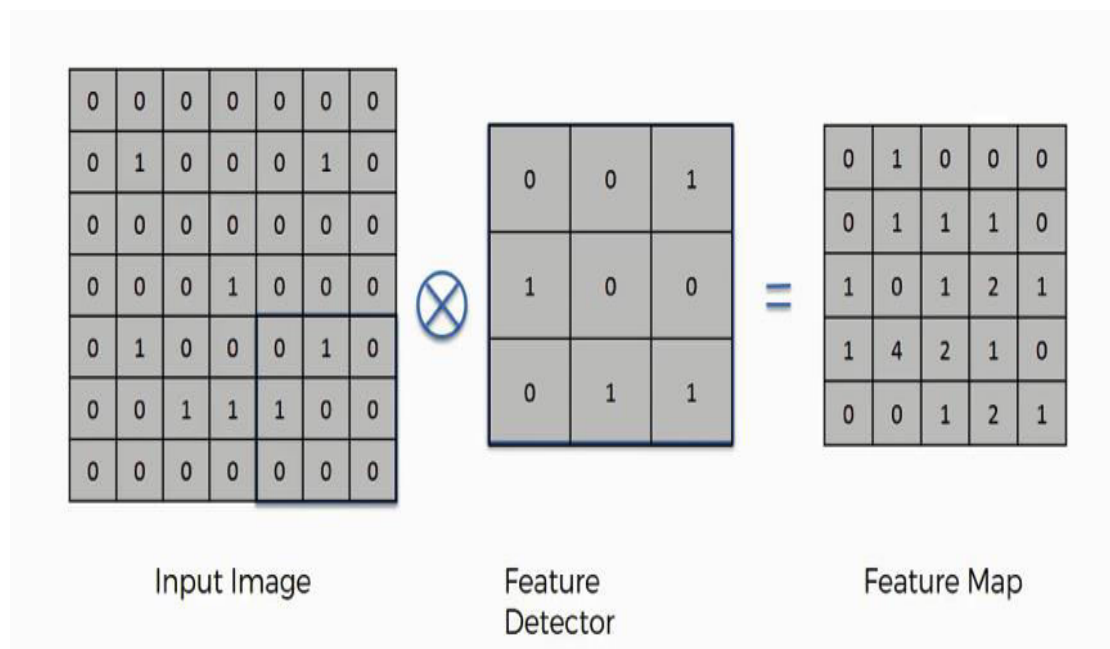 0 0 0 0 0 0 0
0 1 0 0 0 1 0
0 0 0 0 0 0 0
0 0 0 1 0 0 0
0 1 0 0 0 1 0
0 0 1 1 1 0 0
0 0 0 0 0 0 0
Input Image
0 0 1
1 0 0
0 1 1
Feature
Detector
=
0 1 0 0 0
0 1 1 1 0
1 0 1 2 1
1 4 2 1 0
0 0 1 2 1
Feature Map